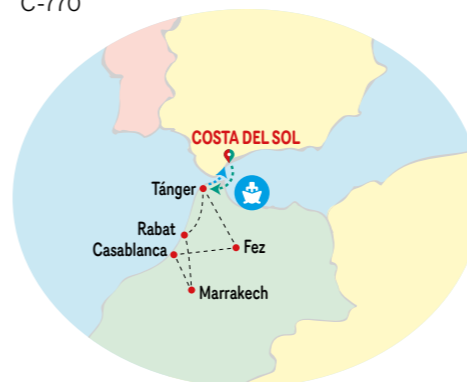 C-770
COSTA DEL SOL
Tánger
Rabat
Casablanca
Fez
Marrakech